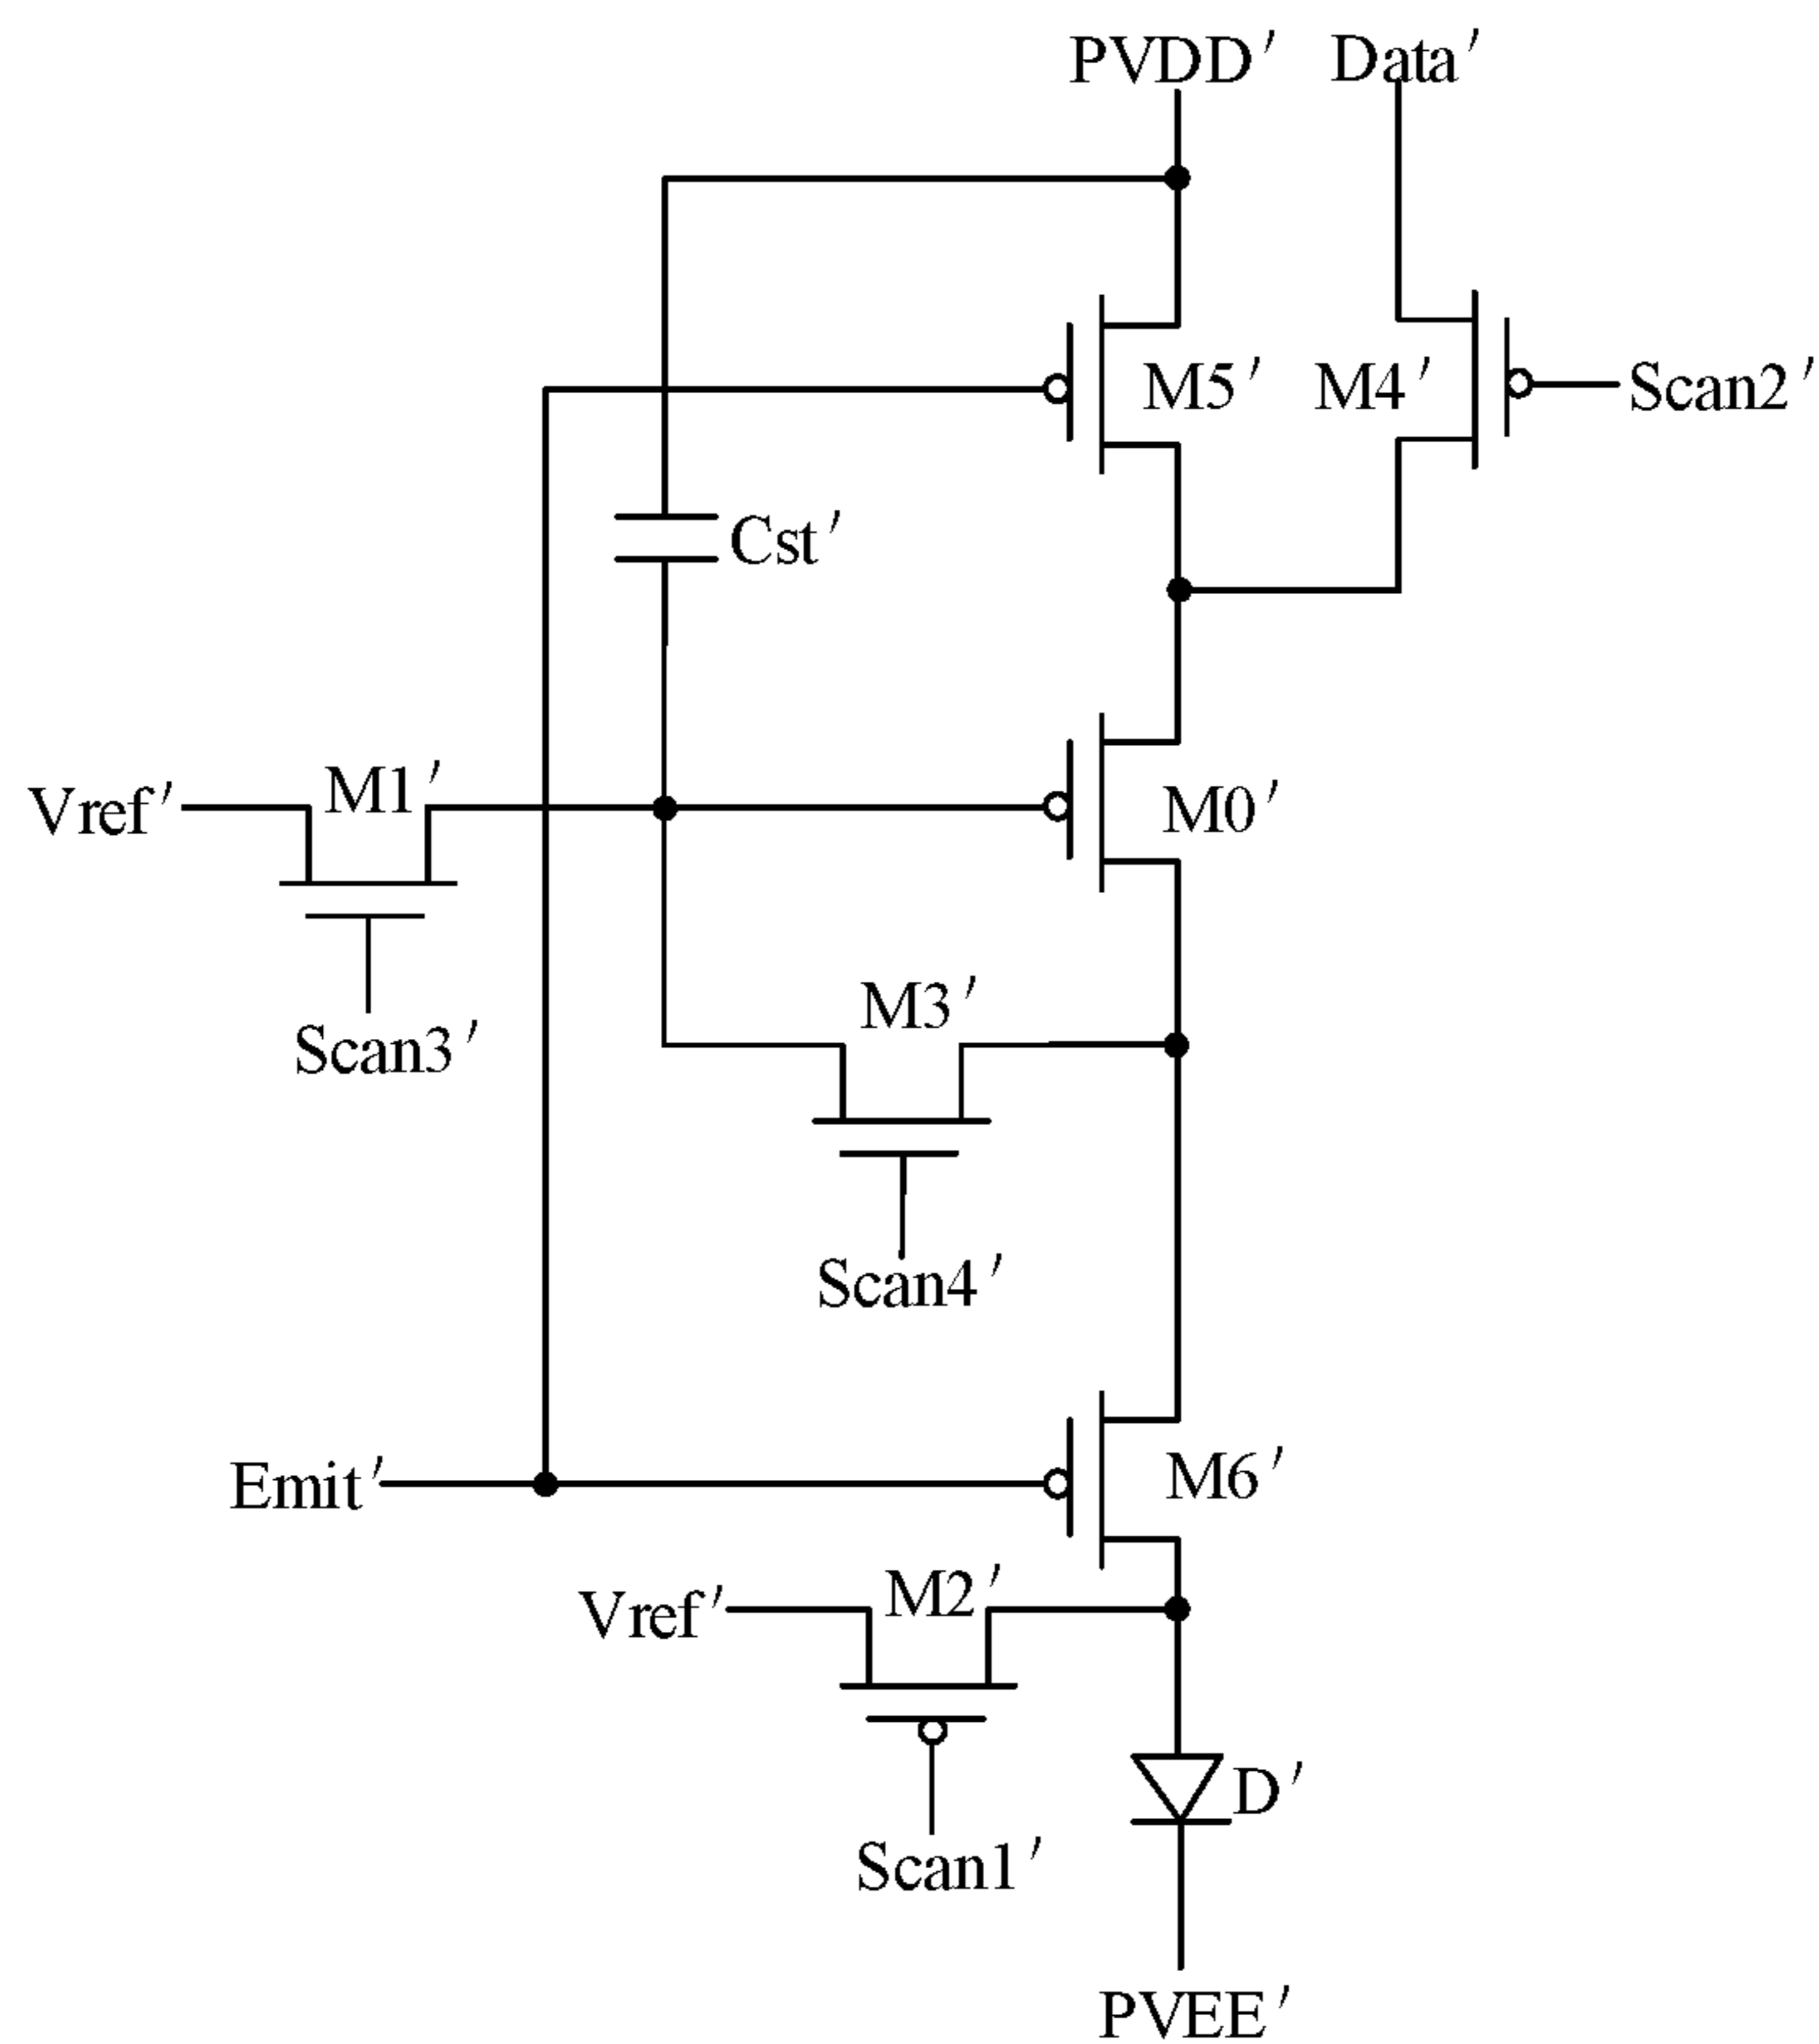 PVDD′ Data′
M5′ M4′ Scan2′
Cst′
Vref′ M1′ M0′
Scan3′
M3′
Scan4′
Emit′ M6′
Vref′ M2′
D′
Scan1′
PVEE′